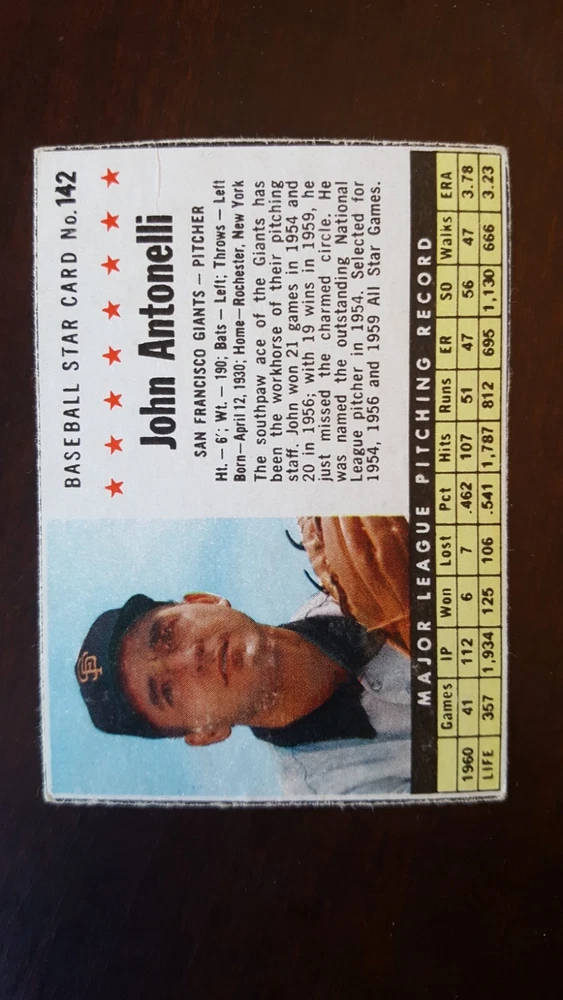 BASEBALL STAR CARD No. 142
John Antonelli
SAN FRANCISCO GIANTS — PITCHER
Ht. — 6'; Wt. — 190; Bats — Left; Throws — Left
Born—April 12, 1930; Home—Rochester, New York
The southpaw ace of the Giants has
been the workhorse of their pitching
staff. John won 21 games in 1954 and
20 in 1956; with 19 wins in 1959, he
just missed the charmed circle. He
was named the outstanding National
League pitcher in 1954. Selected for
1954, 1956 and 1959 All Star Games.
SF
MAJOR LEAGUE PITCHING RECORD
Games IP Won Lost Pct Hits Runs ER SO Walks ERA
1960 41 112 6 7 .462 107 51 47 56 47 3.78
LIFE 357 1,934 125 106 .541 1,787 812 695 1,130 666 3.23